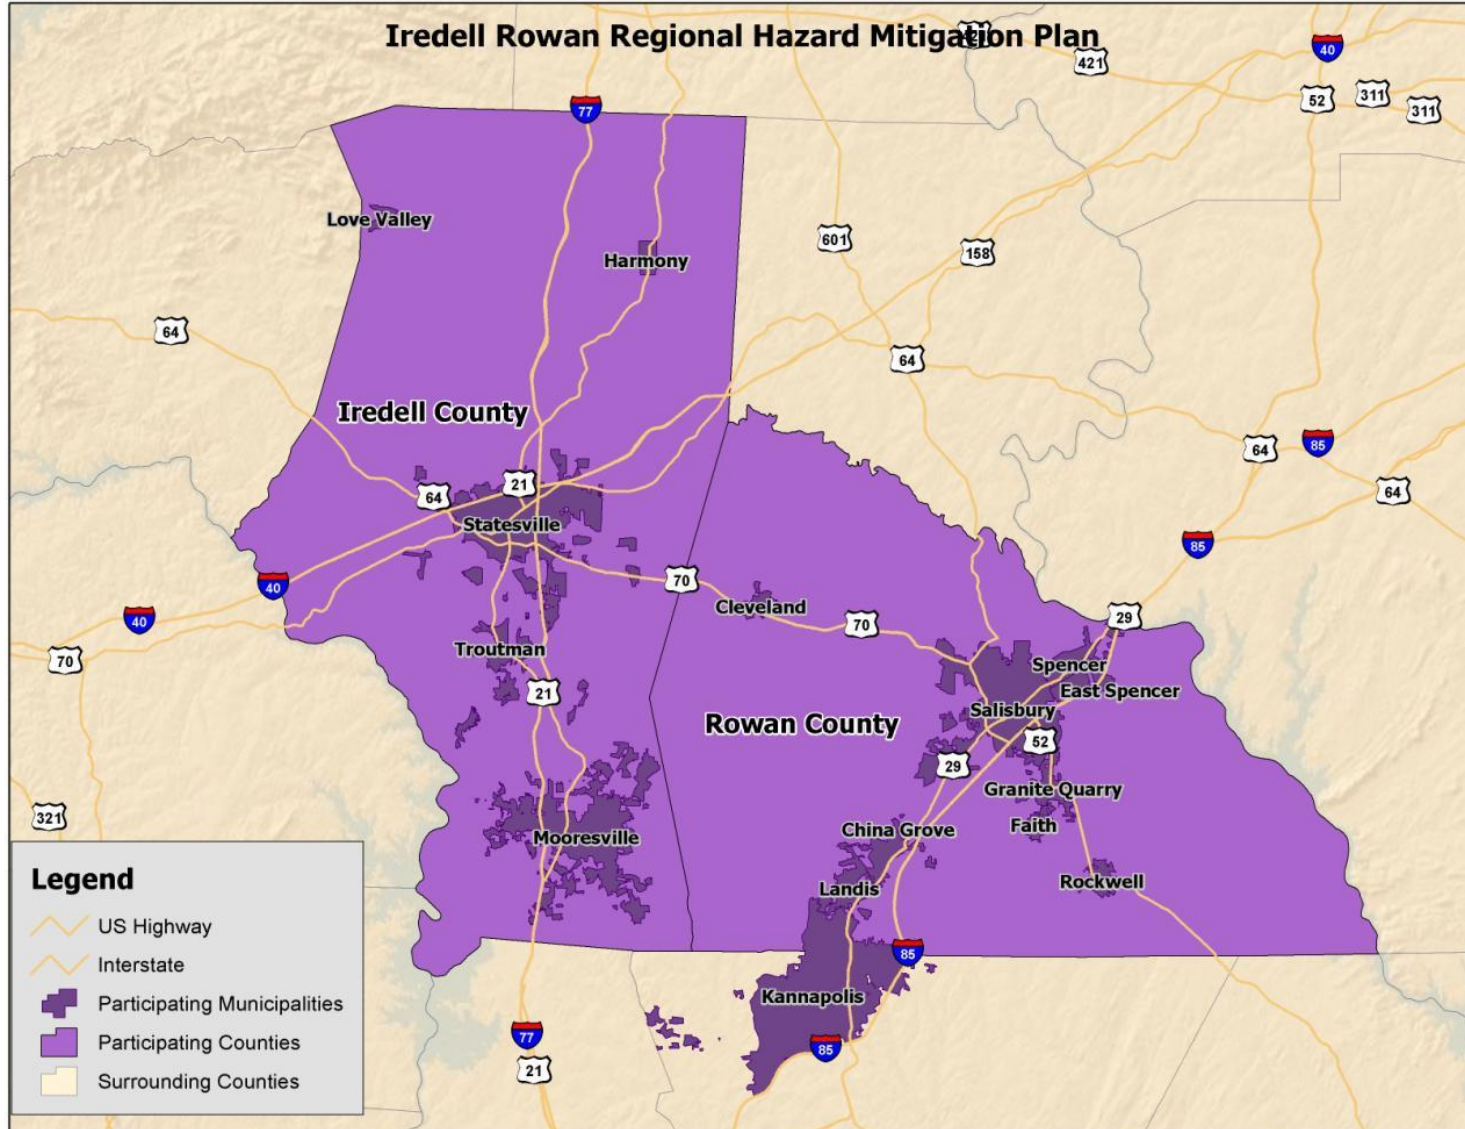 Iredell Rowan Regional Hazard Mitigation Plan
421
40
421
52
311
311
77
Love Valley
Harmony
601
158
64
64
Iredell County
85
64
64
21
64
Statesville
85
40
70
Cleveland
40
70
29
Troutman
70
Spencer
21
East Spencer
Salisbury
Rowan County
52
29
Granite Quarry
321
Faith
China Grove
Mooresville
Landis
Rockwell
85
Kannapolis
77
85
21
Legend
US Highway
Interstate
Participating Municipalities
Participating Counties
Surrounding Counties